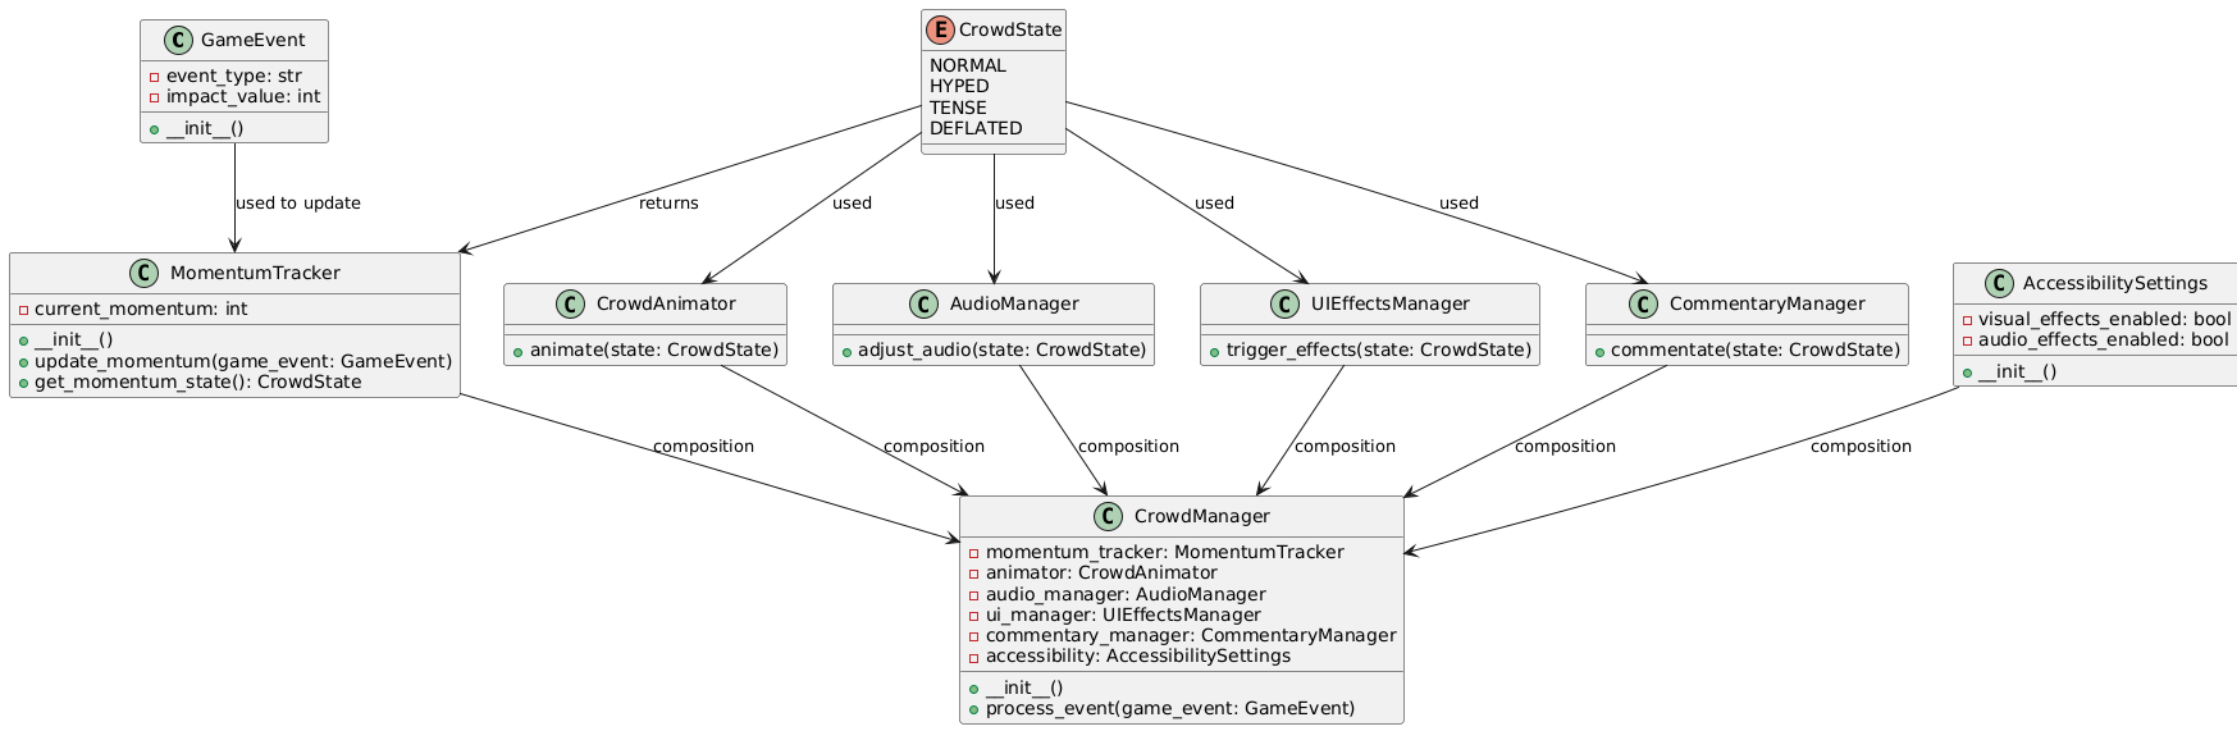 C GameEvent
event_type: str
impact_value: int
__init__()
E CrowdState
NORMAL
HYPED
TENSE
DEFLATED
used to update
returns
used
used
used
used
C MomentumTracker
current_momentum: int
__init__()
update_momentum(game_event: GameEvent)
get_momentum_state(): CrowdState
C CrowdAnimator
animate(state: CrowdState)
C AudioManager
adjust_audio(state: CrowdState)
C UIEffectsManager
trigger_effects(state: CrowdState)
C CommentaryManager
commentate(state: CrowdState)
C AccessibilitySettings
visual_effects_enabled: bool
audio_effects_enabled: bool
__init__()
composition
composition
composition
composition
composition
composition
C CrowdManager
momentum_tracker: MomentumTracker
animator: CrowdAnimator
audio_manager: AudioManager
ui_manager: UIEffectsManager
commentary_manager: CommentaryManager
accessibility: AccessibilitySettings
__init__()
process_event(game_event: GameEvent)